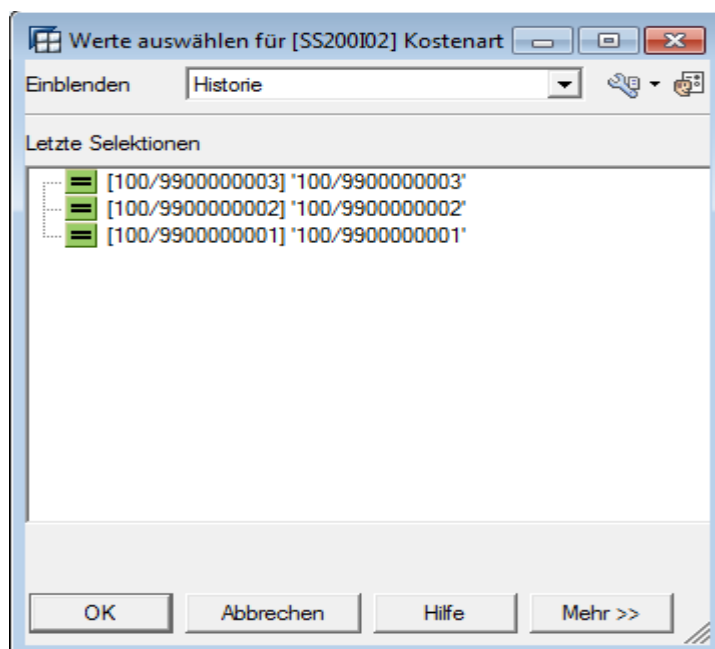 Werte auswählen für [SS200I02] Kostenart
Einblenden Historie
Letzte Selektionen
[100/9900000003] '100/9900000003'
[100/9900000002] '100/9900000002'
[100/9900000001] '100/9900000001'
OK Abbrechen Hilfe Mehr >>